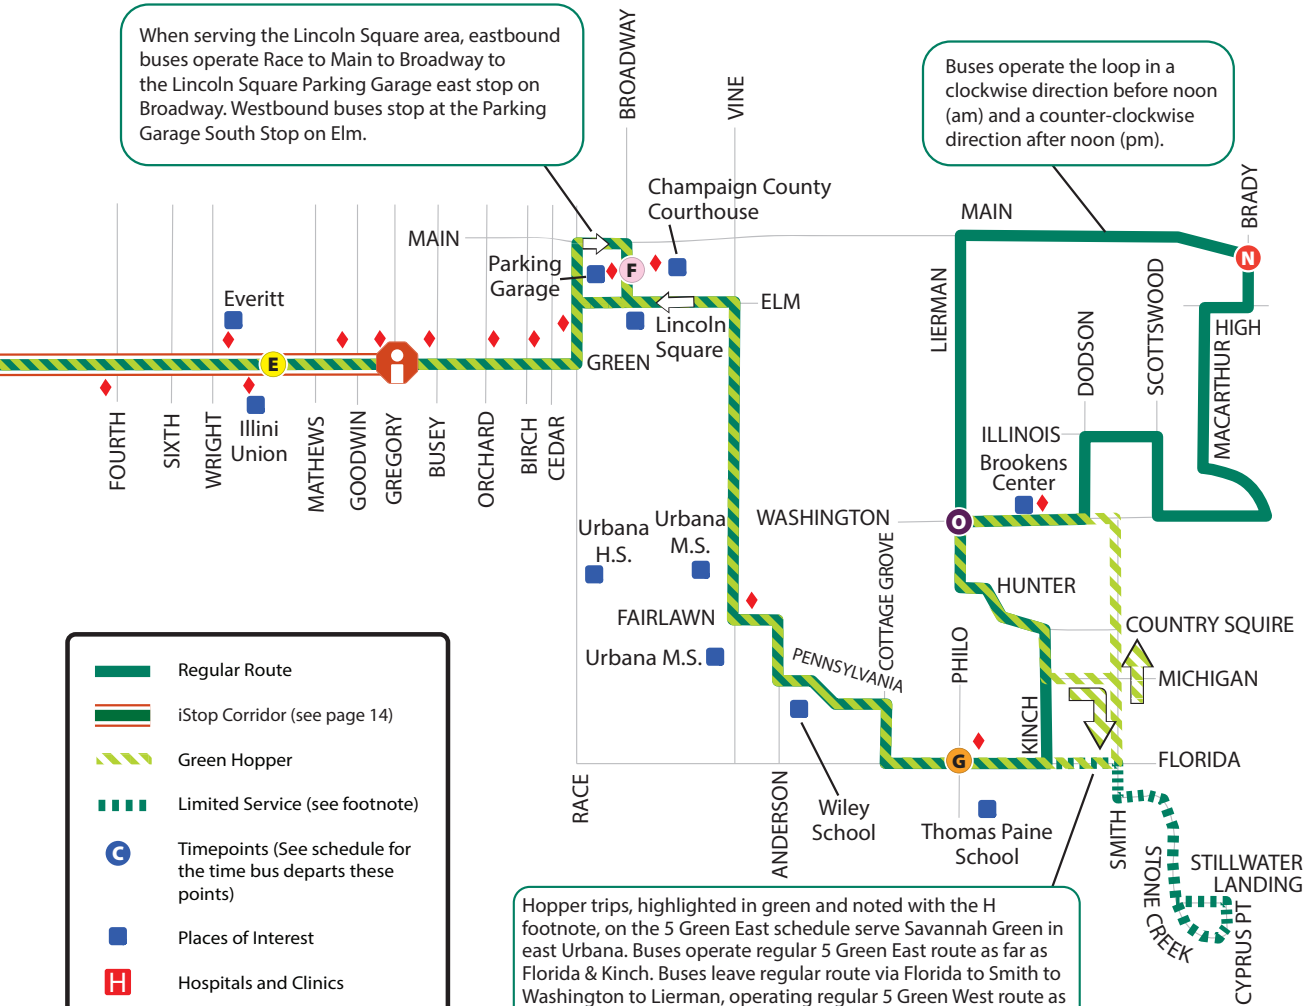 When serving the Lincoln Square area, eastbound
buses operate Race to Main to Broadway to
the Lincoln Square Parking Garage east stop on
Broadway. Westbound buses stop at the Parking
Garage South Stop on Elm.
BROADWAY
VINE
Buses operate the loop in a
clockwise direction before noon
(am) and a counter-clockwise
direction after noon (pm).
BRADY
Champaign County
Courthouse
MAIN
MAIN
N
Parking
Garage
F
LIERMAN
SCOTTSWOOD
Everitt
ELM
DODSON
HIGH
Lincoln
Square
MACARTHUR
E
GREEN
FOURTH
SIXTH
WRIGHT
Illini
Union
MATHEWS
GOODWIN
GREGORY
BUSEY
ORCHARD
BIRCH
CEDAR
ILLINOIS
Brookens
Center
Urbana
H.S.
Urbana
M.S.
WASHINGTON
O
COTTAGE GROVE
HUNTER
FAIRLAWN
COUNTRY SQUIRE
Urbana M.S.
PENNSYLVANIA
PHILO
MICHIGAN
KINCH
G
FLORIDA
RACE
ANDERSON
Wiley
School
Thomas Paine
School
SMITH
STONE CREEK
STILLWATER
LANDING
CYPRUS PT
Regular Route
iStop Corridor (see page 14)
Green Hopper
Limited Service (see footnote)
C
Timepoints (See schedule for
the time bus departs these
points)
Places of Interest
H
Hospitals and Clinics
Hopper trips, highlighted in green and noted with the H
footnote, on the 5 Green East schedule serve Savannah Green in
east Urbana. Buses operate regular 5 Green East route as far as
Florida & Kinch. Buses leave regular route via Florida to Smith to
Washington to Lierman, operating regular 5 Green West route as